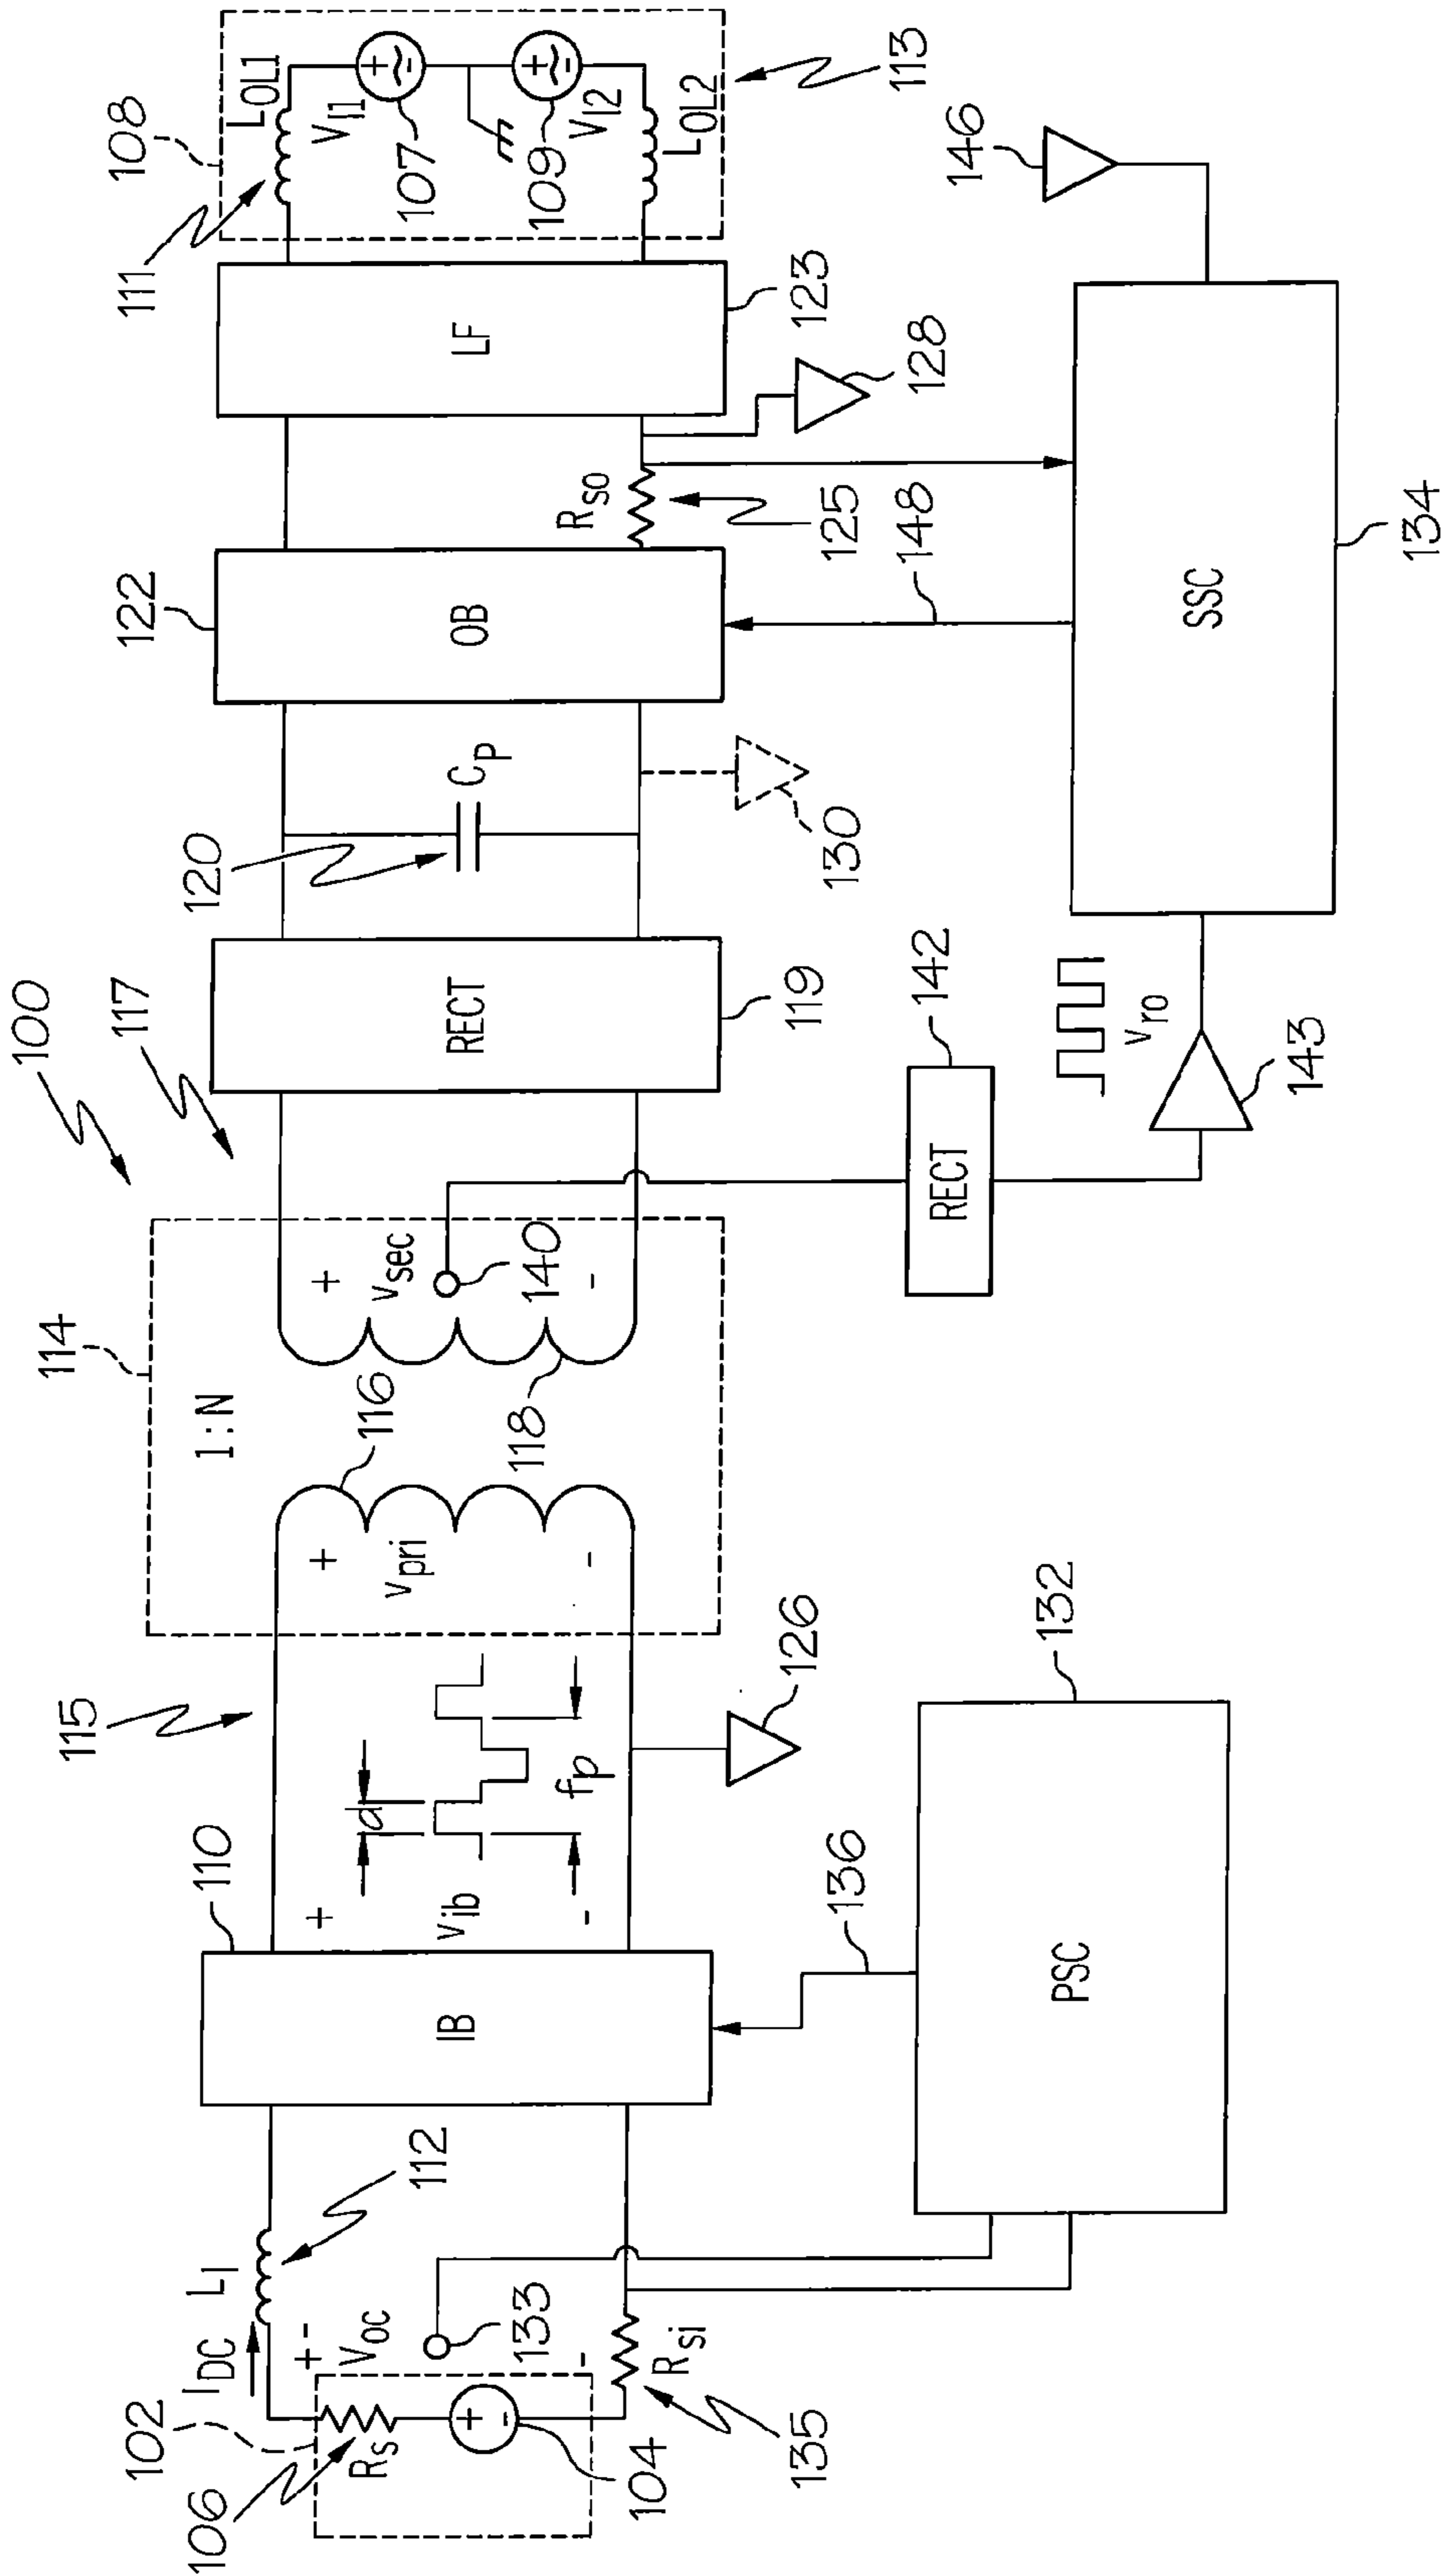 100
102
106
R_S
104
I_DC
L_I
112
+ -
V_OC
133
-
R_si
135
110
IB
+
V_ib
-
d
f_p
115
126
136
PSC
132
114
1:N
116
+
V_pri
-
118
+
V_sec
140
-
117
RECT
119
RECT
142
V_ro
143
120
C_P
130
122
OB
148
R_SO
125
128
LF
123
SSC
134
146
108
111
L_OL1
V_I1
+
-
107
109
+
-
V_I2
L_OL2
113
+
-